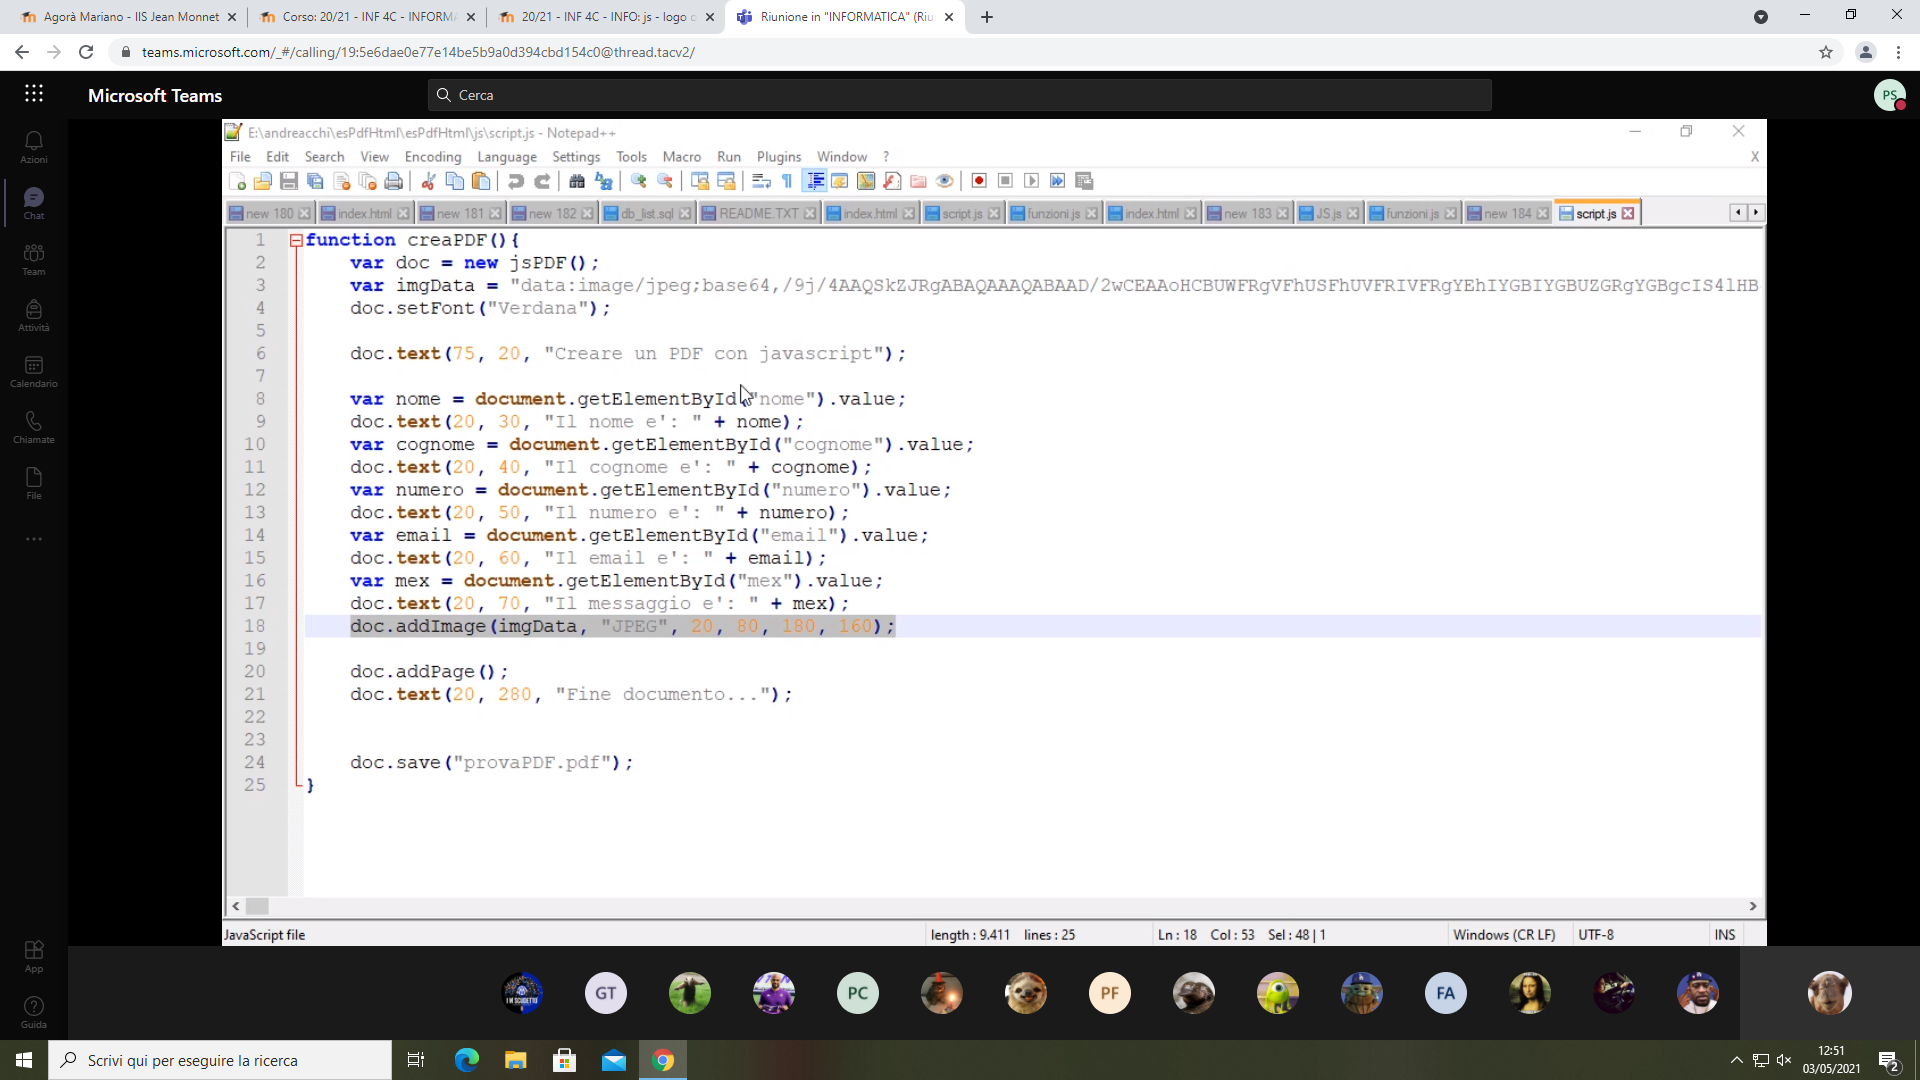 Agorà Mariano - IIS Jean Monnet
Corso: 20/21 - INF 4C - INFORMA
20/21 - INF 4C - INFO: js - logo c
Riunione in "INFORMATICA" (Riu
teams.microsoft.com/_#/calling/19:5e6dae0e77e14be5b9a0d394cbd154c0@thread.tacv2/
Microsoft Teams
Cerca
PS
Azioni
Chat
Team
Attività
Calendario
Chiamate
File
App
Guida
E:\andreacchi\esPdfHtml\esPdfHtml\js\script.js - Notepad++
File Edit Search View Encoding Language Settings Tools Macro Run Plugins Window ? X
new 180 index.html new 181 new 182 db_list.sql README.TXT index.html script.js funzioni.js index.html new 183 JS.js funzioni.js new 184 script.js
1 function creaPDF(){
2 var doc = new jsPDF();
3 var imgData = "data:image/jpeg;base64,/9j/4AAQSkZJRgABAQAAAQABAAD/2wCEAAoHCBUWFRgVFhUSFhUVFRIVFRgYEhIYGBIYGBUZGRgYGBgcIS4lHB
4 doc.setFont("Verdana");
5
6 doc.text(75, 20, "Creare un PDF con javascript");
7
8 var nome = document.getElementById("nome").value;
9 doc.text(20, 30, "Il nome e': " + nome);
10 var cognome = document.getElementById("cognome").value;
11 doc.text(20, 40, "Il cognome e': " + cognome);
12 var numero = document.getElementById("numero").value;
13 doc.text(20, 50, "Il numero e': " + numero);
14 var email = document.getElementById("email").value;
15 doc.text(20, 60, "Il email e': " + email);
16 var mex = document.getElementById("mex").value;
17 doc.text(20, 70, "Il messaggio e': " + mex);
18 doc.addImage(imgData, "JPEG", 20, 80, 180, 160);
19
20 doc.addPage();
21 doc.text(20, 280, "Fine documento...");
22
23
24 doc.save("provaPDF.pdf");
25 }
JavaScript file length : 9.411 lines : 25 Ln : 18 Col : 53 Sel : 48 | 1 Windows (CR LF) UTF-8 INS
I M SCUDETTO GT PC PF FA
Scrivi qui per eseguire la ricerca
12:51
03/05/2021
2